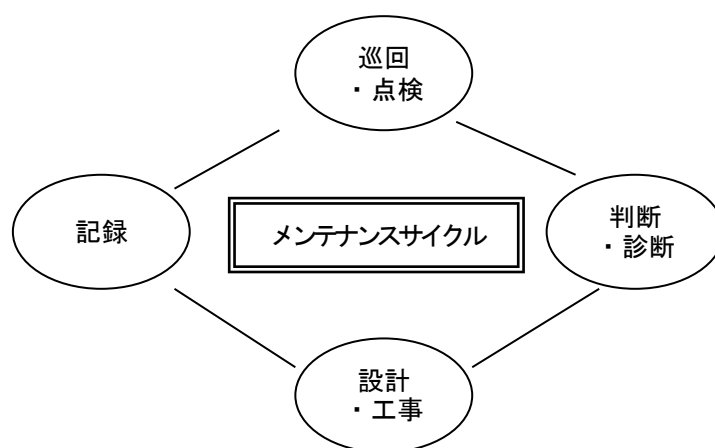 巡回
・点検
記録
メンテナンスサイクル
判断
・診断
設計
・工事